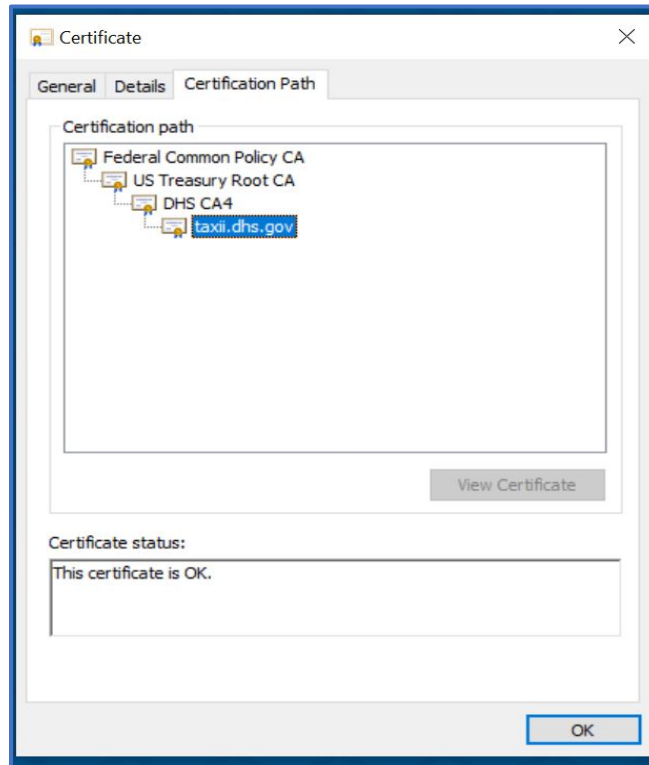 Certificate
General Details Certification Path
Certification path
Federal Common Policy CA
US Treasury Root CA
DHS CA4
taxii.dhs.gov
View Certificate
Certificate status:
This certificate is OK.
OK